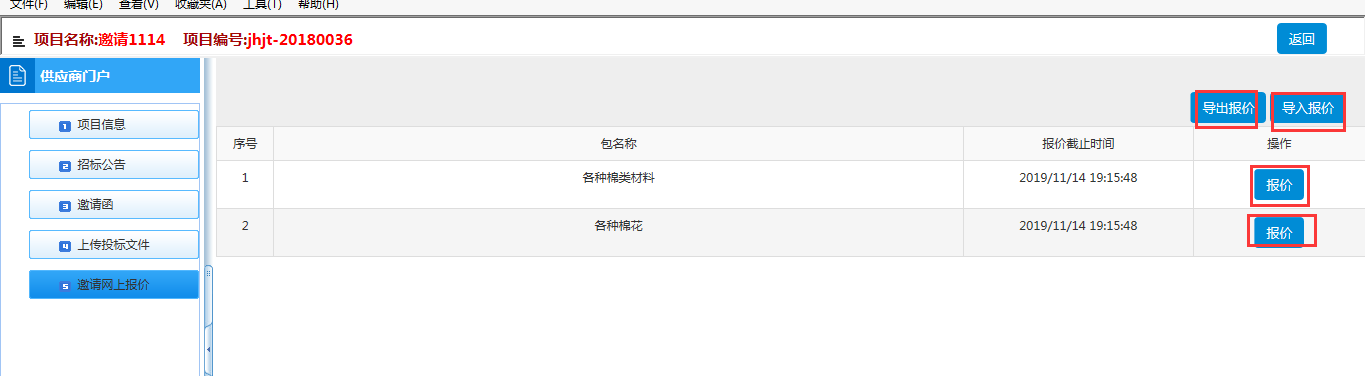 文件(F) 编辑(E) 查看(V) 收藏夹(A) 工具(T) 帮助(H)
项目名称:邀请1114 项目编号:jhjt-20180036 返回
供应商门户
导出报价 导入报价
1 项目信息
2 招标公告
3 邀请函
4 上传投标文件
5 邀请网上报价
序号 包名称 报价截止时间 操作
1 各种棉类材料 2019/11/14 19:15:48 报价
2 各种棉花 2019/11/14 19:15:48 报价